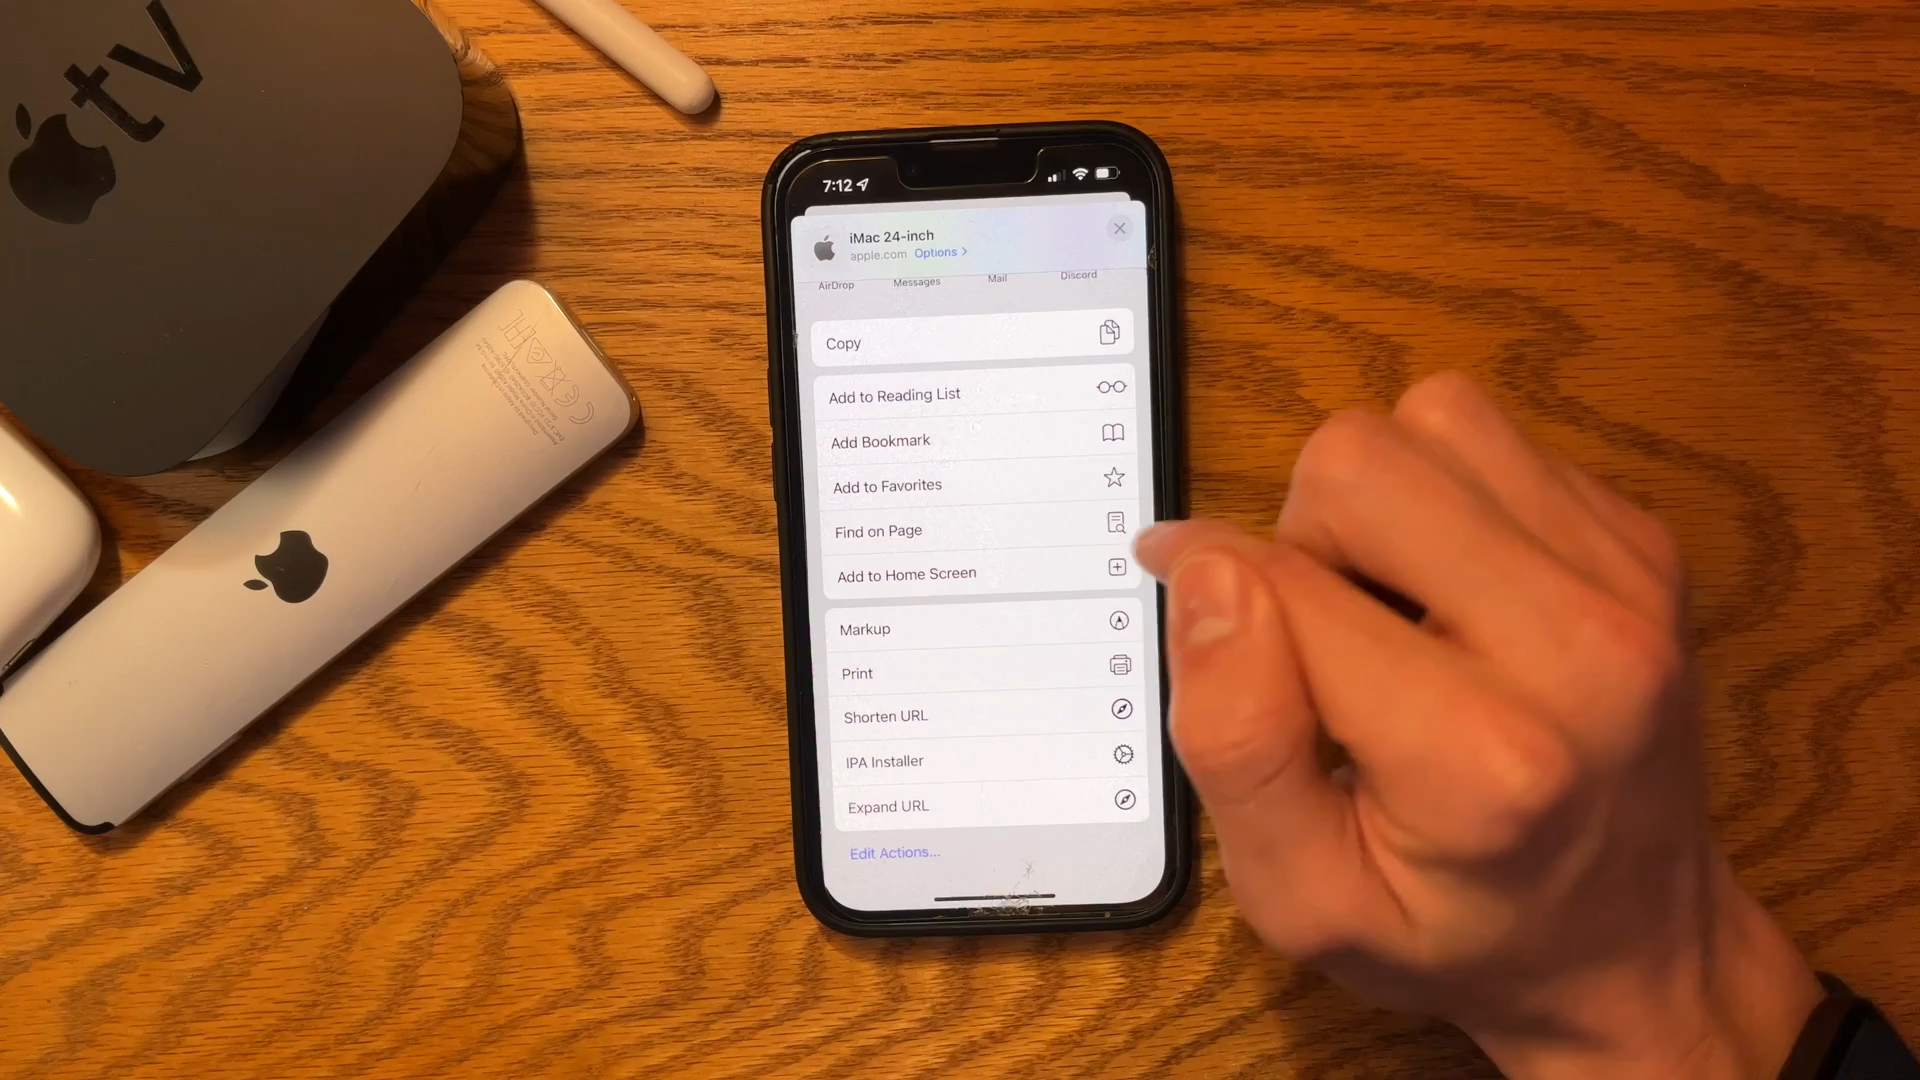 tv
7:12
iMac 24-inch
apple.com Options >
AirDrop Messages Mail Discord
Copy
Add to Reading List
Add Bookmark
Add to Favorites
Find on Page
Add to Home Screen
Markup
Print
Shorten URL
IPA Installer
Expand URL
Edit Actions...